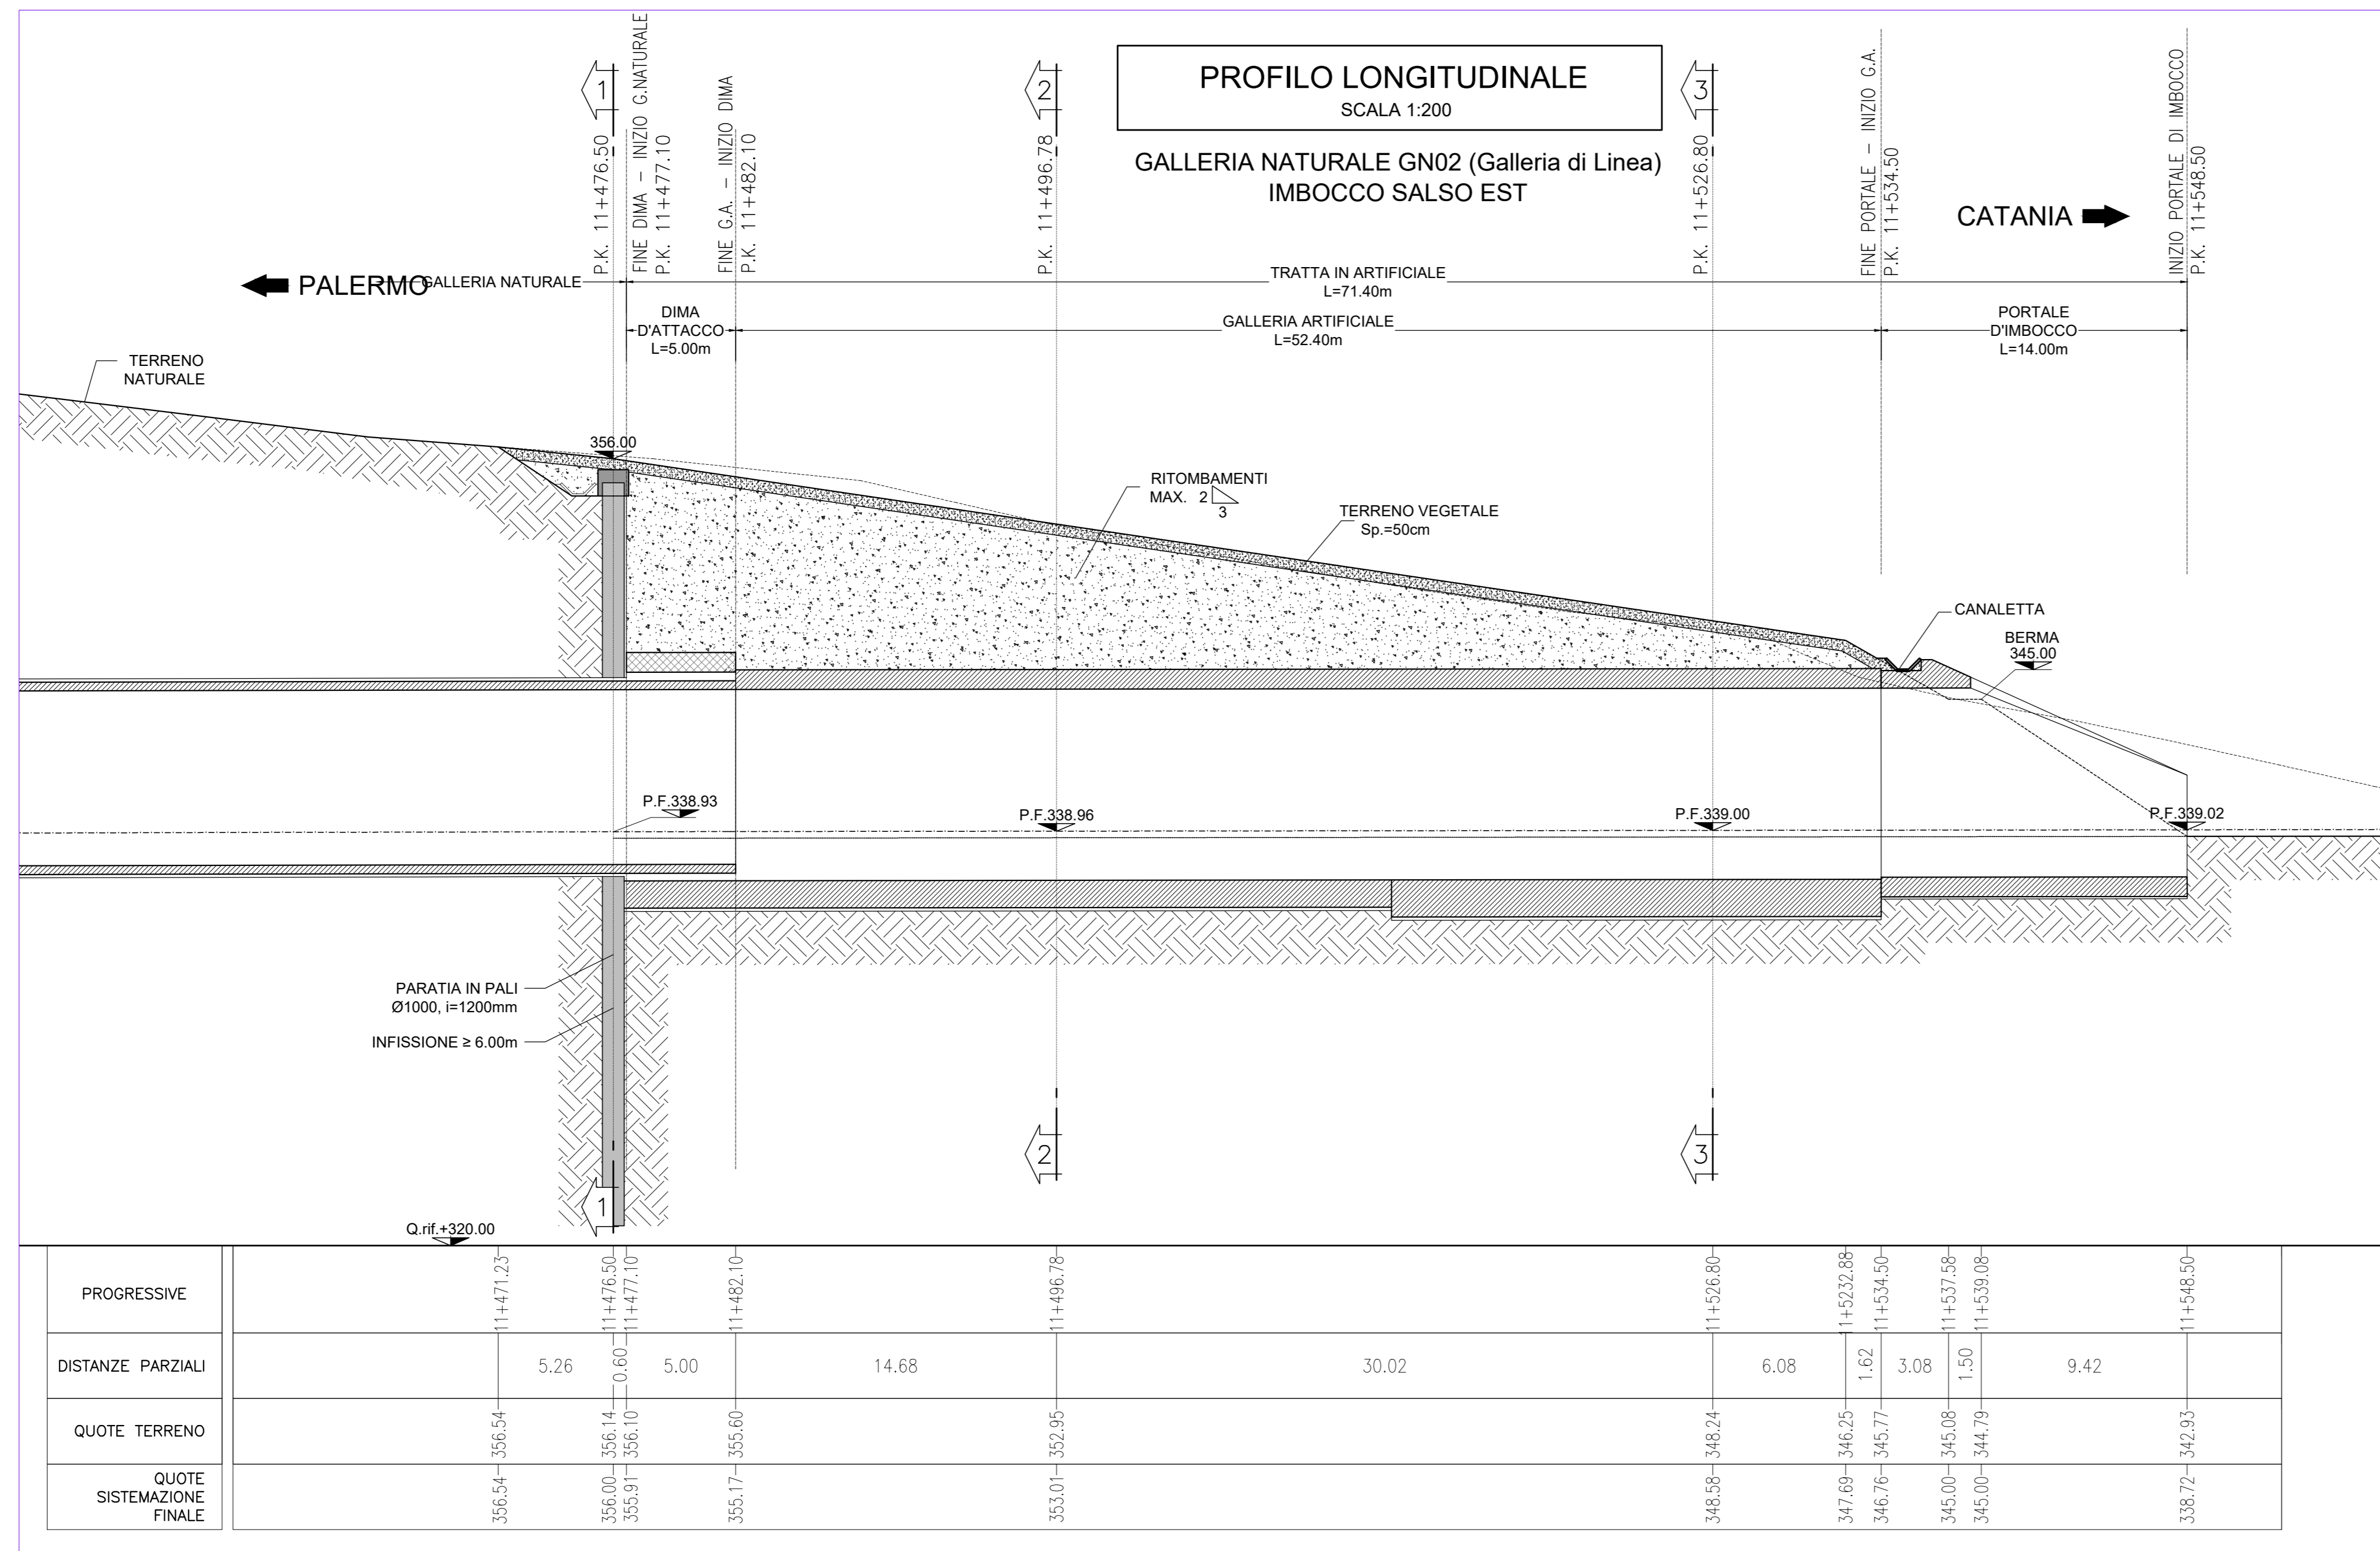 PROFILO LONGITUDINALE
SCALA 1:200
GALLERIA NATURALE GN02 (Galleria di Linea)
IMBOCCO SALSO EST
1
P.K. 11+476.50
FINE DIMA – INIZIO G.NATURALE
P.K. 11+477.10
FINE G.A. – INIZIO DIMA
P.K. 11+482.10
2
P.K. 11+496.78
3
P.K. 11+526.80
FINE PORTALE – INIZIO G.A.
P.K. 11+534.50
INIZIO PORTALE DI IMBOCCO
P.K. 11+548.50
CATANIA
PALERMO
GALLERIA NATURALE
TRATTA IN ARTIFICIALE
L=71.40m
DIMA
D'ATTACCO
L=5.00m
GALLERIA ARTIFICIALE
L=52.40m
PORTALE
D'IMBOCCO
L=14.00m
TERRENO
NATURALE
356.00
RITOMBAMENTI
MAX. 2
3
TERRENO VEGETALE
Sp.=50cm
CANALETTA
BERMA
345.00
P.F.338.93
P.F.338.96
P.F.339.00
P.F.339.02
PARATIA IN PALI
Ø1000, i=1200mm
INFISSIONE ≥ 6.00m
2
3
1
Q.rif.+320.00
PROGRESSIVE
11+471.23
11+476.50
11+477.10
11+482.10
11+496.78
11+526.80
11+5232.88
11+534.50
11+537.58
11+539.08
11+548.50
DISTANZE PARZIALI
5.26
0.60
5.00
14.68
30.02
6.08
1.62
3.08
1.50
9.42
QUOTE TERRENO
356.54
356.14
356.10
355.60
352.95
348.24
346.25
345.77
345.08
344.79
342.93
QUOTE
SISTEMAZIONE
FINALE
356.54
356.00
355.91
355.17
353.01
348.58
347.69
346.76
345.00
345.00
338.72